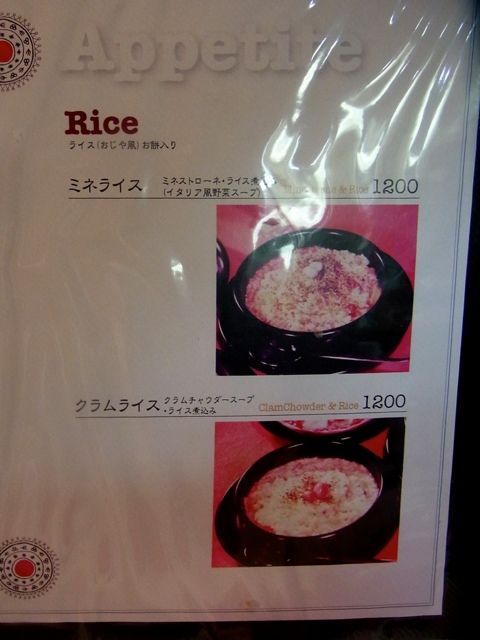 Appetite
Rice
ライス(おじや風)お餅入り
ミネライス
ミネストローネ・ライス煮
(イタリア風野菜スープ)
& Rice 1200
クラムライス
クラムチャウダースープ
・ライス煮込み
ClamChowder & Rice 1200